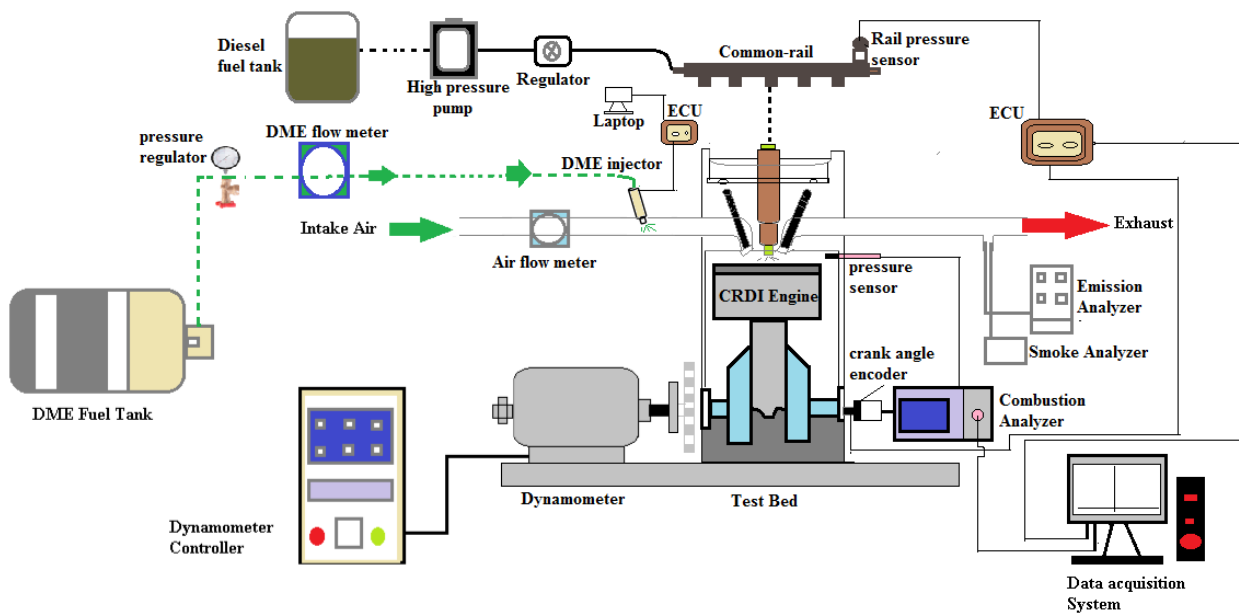 Diesel
fuel tank
High pressure
pump
Regulator
Common-rail
Rail pressure
sensor
Laptop
ECU
ECU
pressure
regulator
DME flow meter
DME injector
Intake Air
Air flow meter
Exhaust
pressure
sensor
Emission
Analyzer
Smoke Analyzer
CRDI Engine
crank angle
encoder
Combustion
Analyzer
DME Fuel Tank
Dynamometer
Test Bed
Dynamometer
Controller
Data acquisition
System